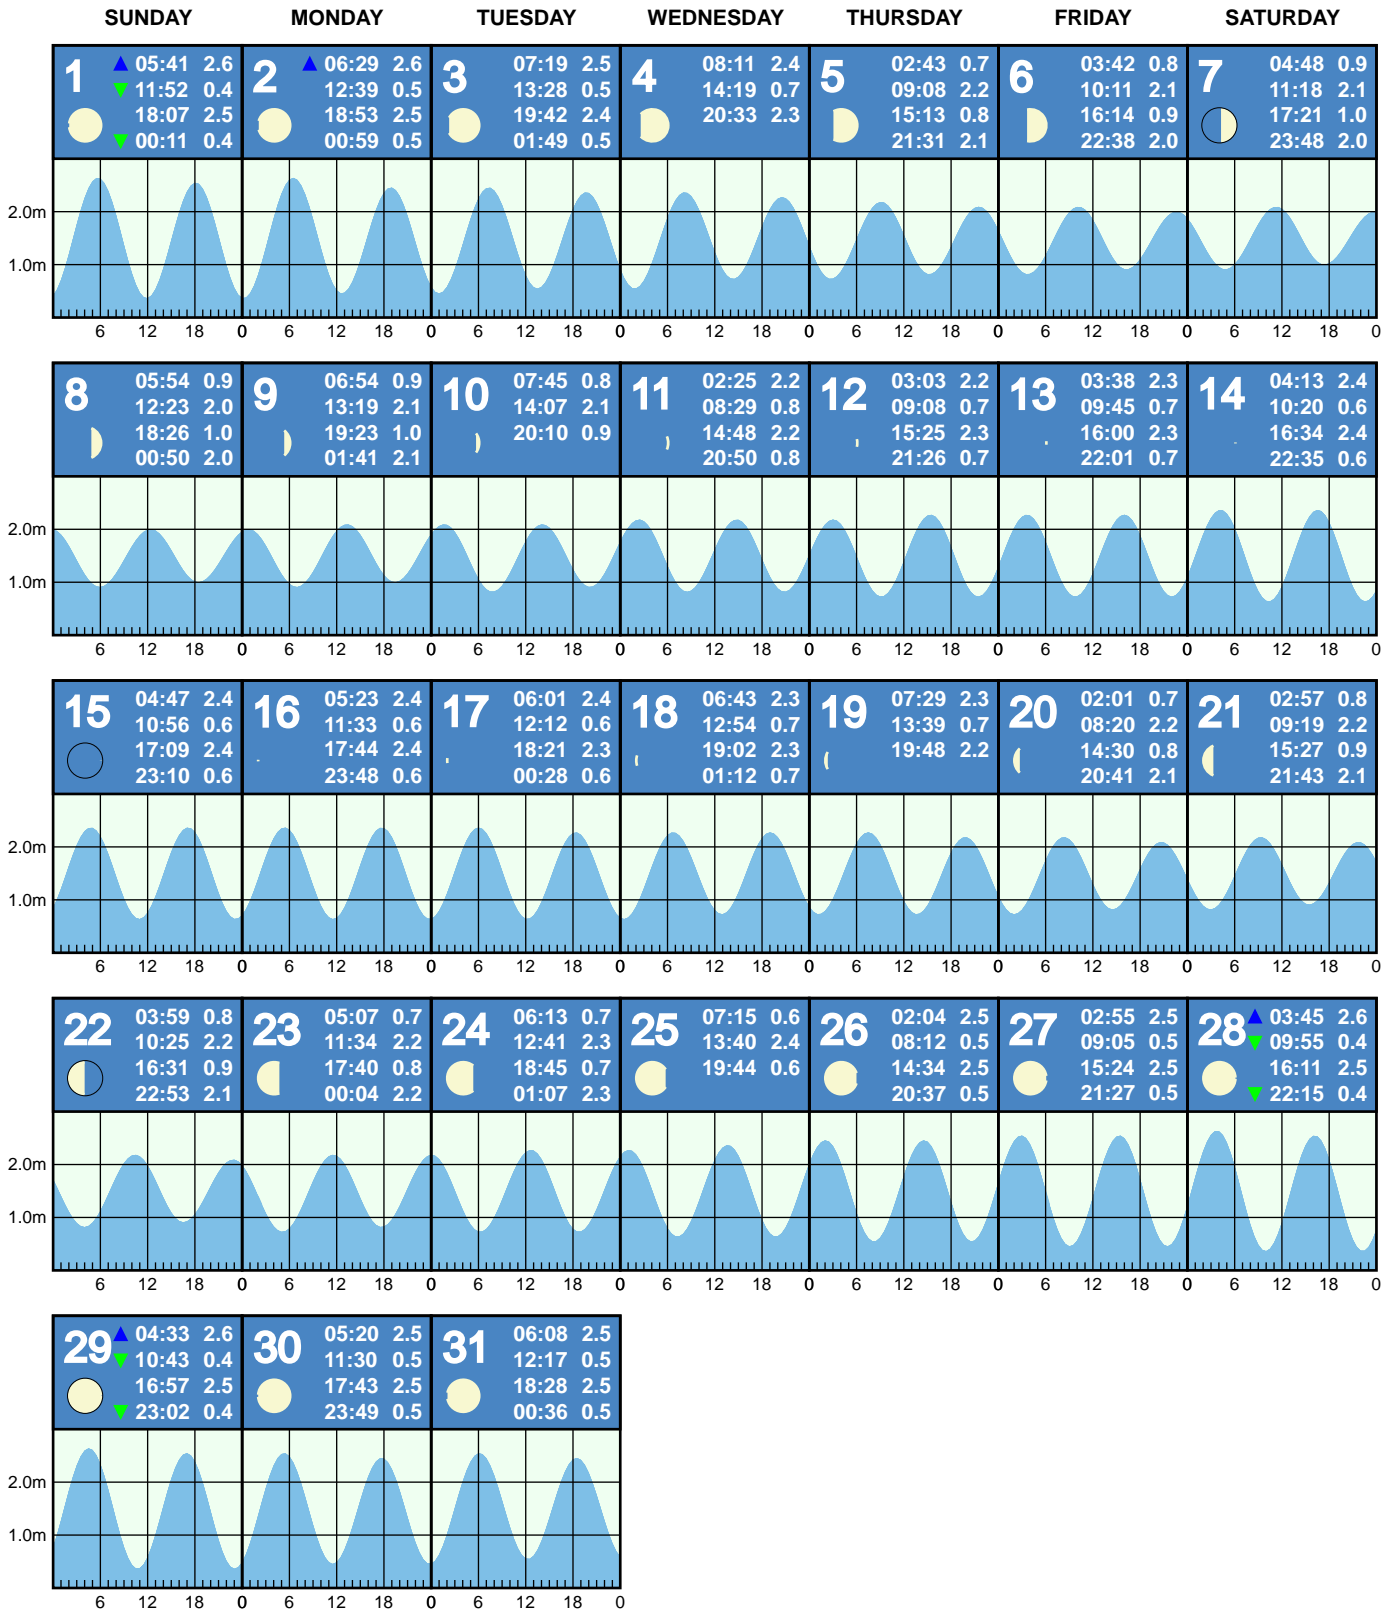 SUNDAY MONDAY TUESDAY WEDNESDAY THURSDAY FRIDAY SATURDAY
1 05:41 2.6
11:52 0.4
18:07 2.5
00:11 0.4
2 06:29 2.6
12:39 0.5
18:53 2.5
00:59 0.5
3 07:19 2.5
13:28 0.5
19:42 2.4
01:49 0.5
4 08:11 2.4
14:19 0.7
20:33 2.3
5 02:43 0.7
09:08 2.2
15:13 0.8
21:31 2.1
6 03:42 0.8
10:11 2.1
16:14 0.9
22:38 2.0
7 04:48 0.9
11:18 2.1
17:21 1.0
23:48 2.0
2.0m
1.0m
6 12 18 0 6 12 18 0 6 12 18 0 6 12 18 0 6 12 18 0 6 12 18 0 6 12 18 0
8 05:54 0.9
12:23 2.0
18:26 1.0
00:50 2.0
9 06:54 0.9
13:19 2.1
19:23 1.0
01:41 2.1
10 07:45 0.8
14:07 2.1
20:10 0.9
11 02:25 2.2
08:29 0.8
14:48 2.2
20:50 0.8
12 03:03 2.2
09:08 0.7
15:25 2.3
21:26 0.7
13 03:38 2.3
09:45 0.7
16:00 2.3
22:01 0.7
14 04:13 2.4
10:20 0.6
16:34 2.4
22:35 0.6
2.0m
1.0m
6 12 18 0 6 12 18 0 6 12 18 0 6 12 18 0 6 12 18 0 6 12 18 0 6 12 18 0
15 04:47 2.4
10:56 0.6
17:09 2.4
23:10 0.6
16 05:23 2.4
11:33 0.6
17:44 2.4
23:48 0.6
17 06:01 2.4
12:12 0.6
18:21 2.3
00:28 0.6
18 06:43 2.3
12:54 0.7
19:02 2.3
01:12 0.7
19 07:29 2.3
13:39 0.7
19:48 2.2
20 02:01 0.7
08:20 2.2
14:30 0.8
20:41 2.1
21 02:57 0.8
09:19 2.2
15:27 0.9
21:43 2.1
2.0m
1.0m
6 12 18 0 6 12 18 0 6 12 18 0 6 12 18 0 6 12 18 0 6 12 18 0 6 12 18 0
22 03:59 0.8
10:25 2.2
16:31 0.9
22:53 2.1
23 05:07 0.7
11:34 2.2
17:40 0.8
00:04 2.2
24 06:13 0.7
12:41 2.3
18:45 0.7
01:07 2.3
25 07:15 0.6
13:40 2.4
19:44 0.6
26 02:04 2.5
08:12 0.5
14:34 2.5
20:37 0.5
27 02:55 2.5
09:05 0.5
15:24 2.5
21:27 0.5
28 03:45 2.6
09:55 0.4
16:11 2.5
22:15 0.4
2.0m
1.0m
6 12 18 0 6 12 18 0 6 12 18 0 6 12 18 0 6 12 18 0 6 12 18 0 6 12 18 0
29 04:33 2.6
10:43 0.4
16:57 2.5
23:02 0.4
30 05:20 2.5
11:30 0.5
17:43 2.5
23:49 0.5
31 06:08 2.5
12:17 0.5
18:28 2.5
00:36 0.5
2.0m
1.0m
6 12 18 0 6 12 18 0 6 12 18 0